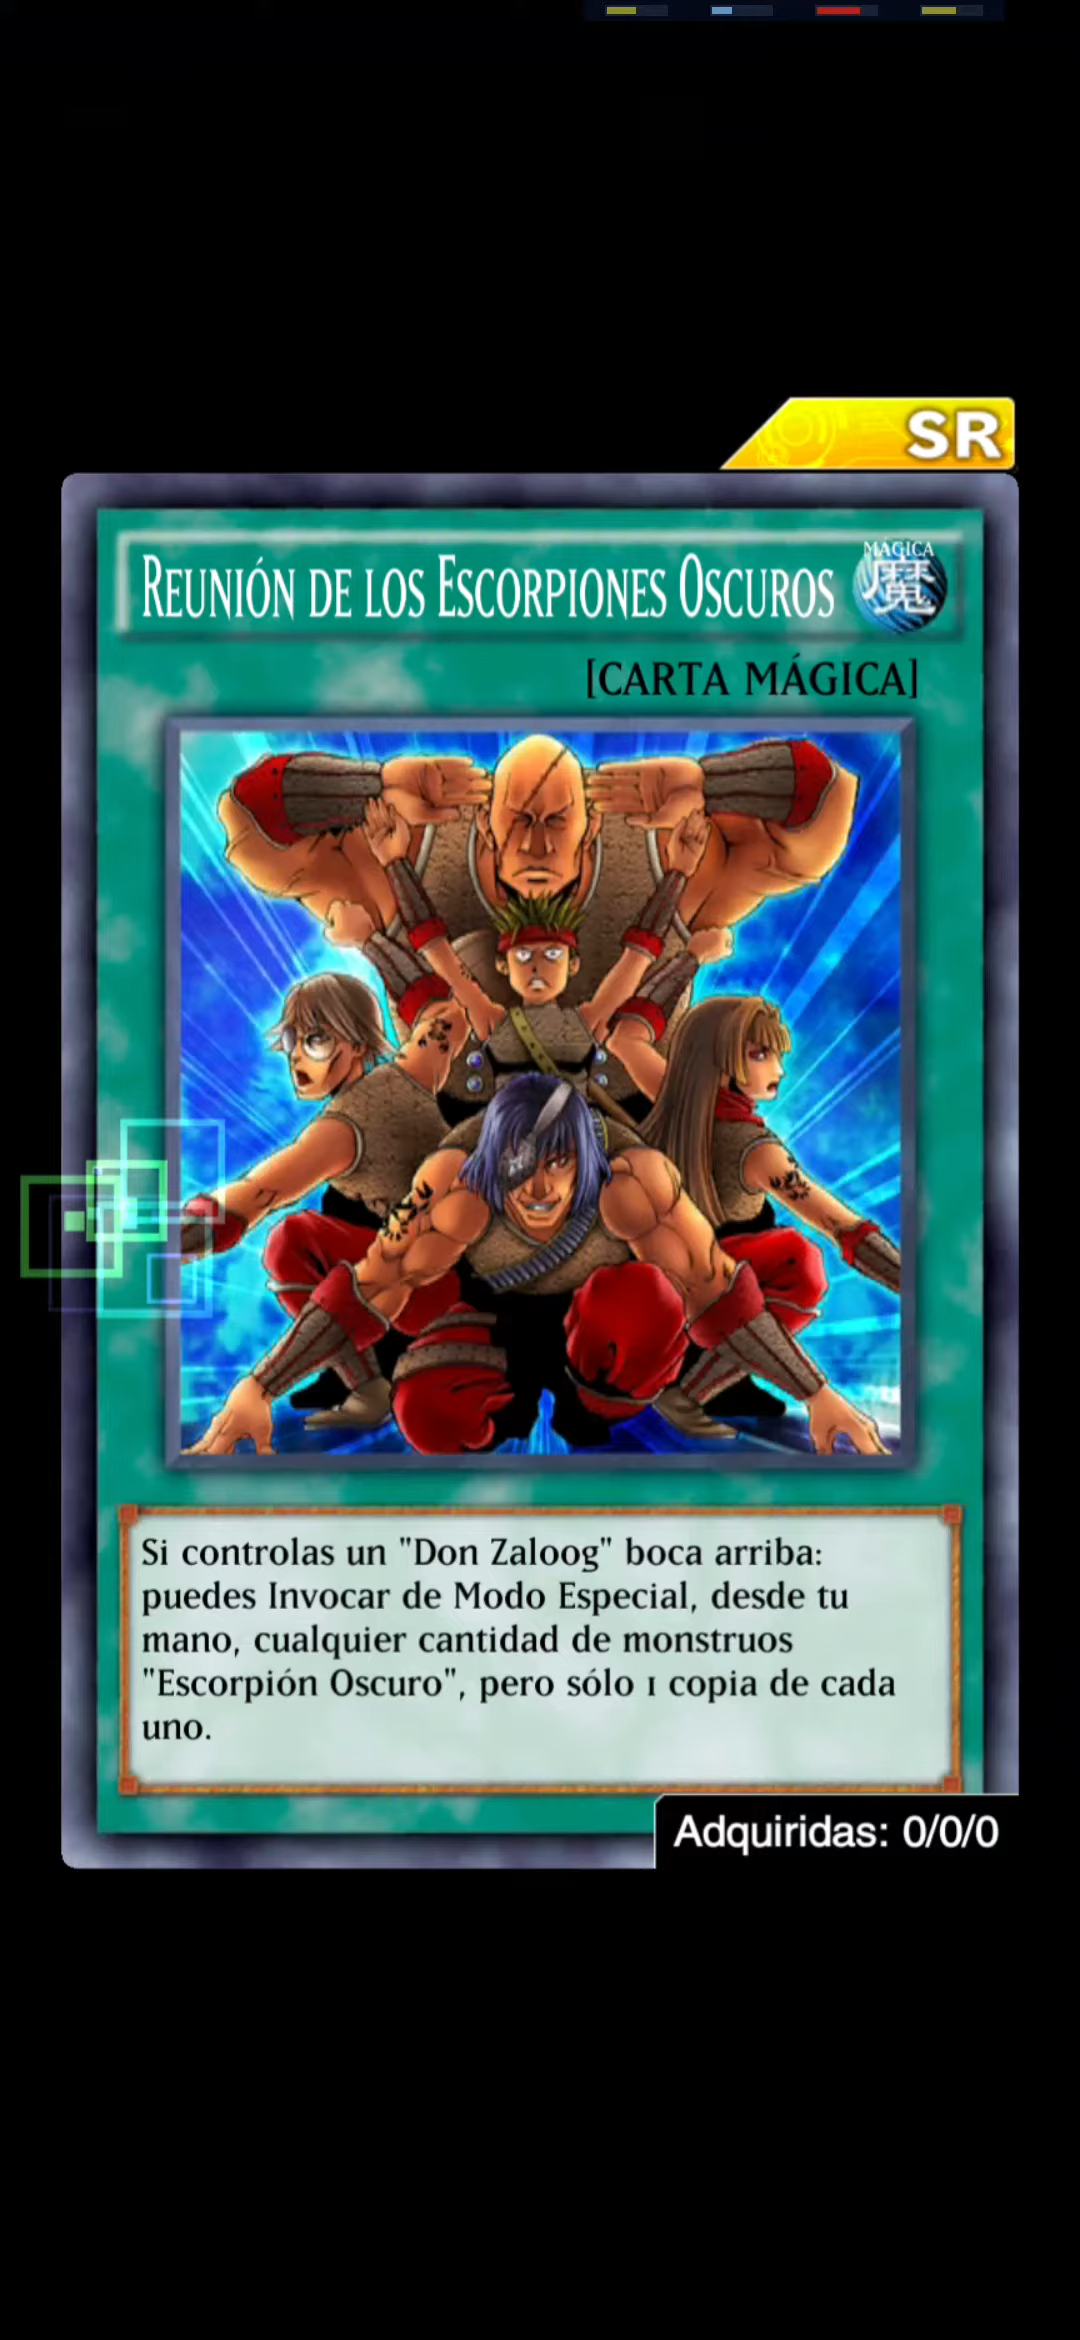 SR
REUNIÓN DE LOS ESCORPIONES OSCUROS
MÁGICA
魔
[CARTA MÁGICA]
Si controlas un "Don Zaloog" boca arriba:
puedes Invocar de Modo Especial, desde tu
mano, cualquier cantidad de monstruos
"Escorpión Oscuro", pero sólo 1 copia de cada
uno.
Adquiridas: 0/0/0